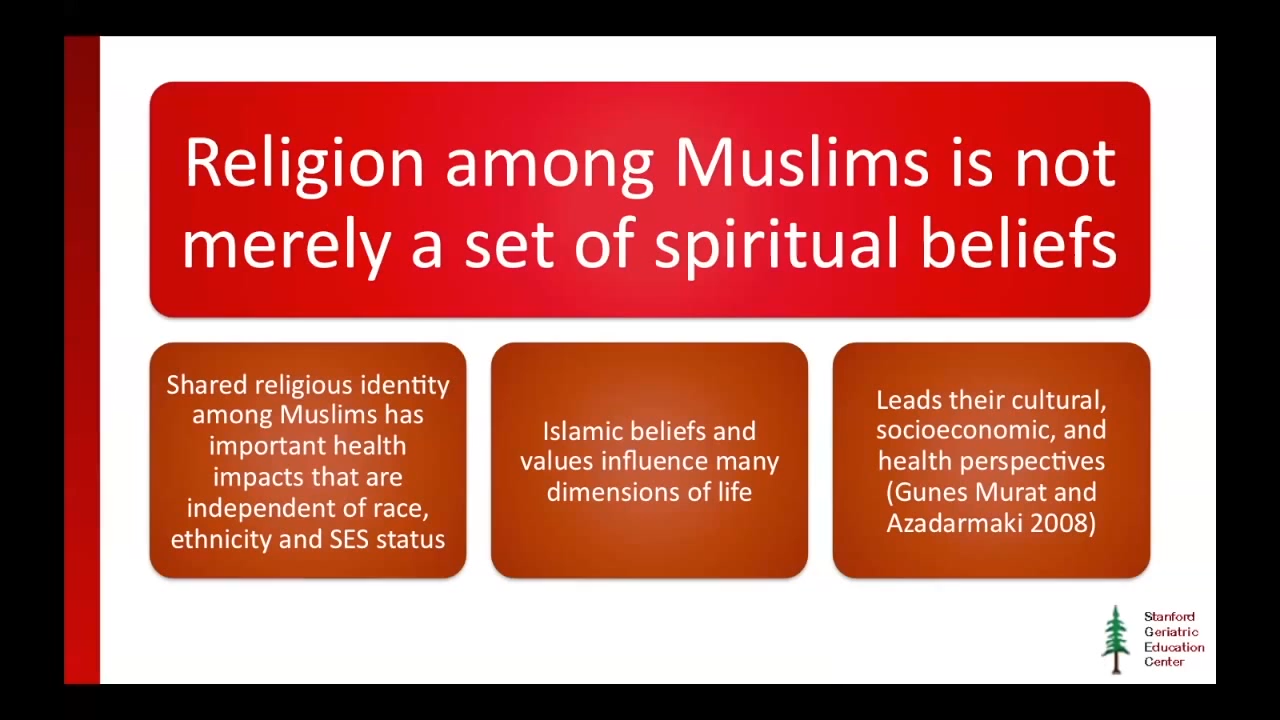 Religion among Muslims is not
merely a set of spiritual beliefs
Shared religious identity
among Muslims has
important health
impacts that are
independent of race,
ethnicity and SES status
Islamic beliefs and
values influence many
dimensions of life
Leads their cultural,
socioeconomic, and
health perspectives
(Gunes Murat and
Azadarmaki 2008)
Stanford
Geriatric
Education
Center